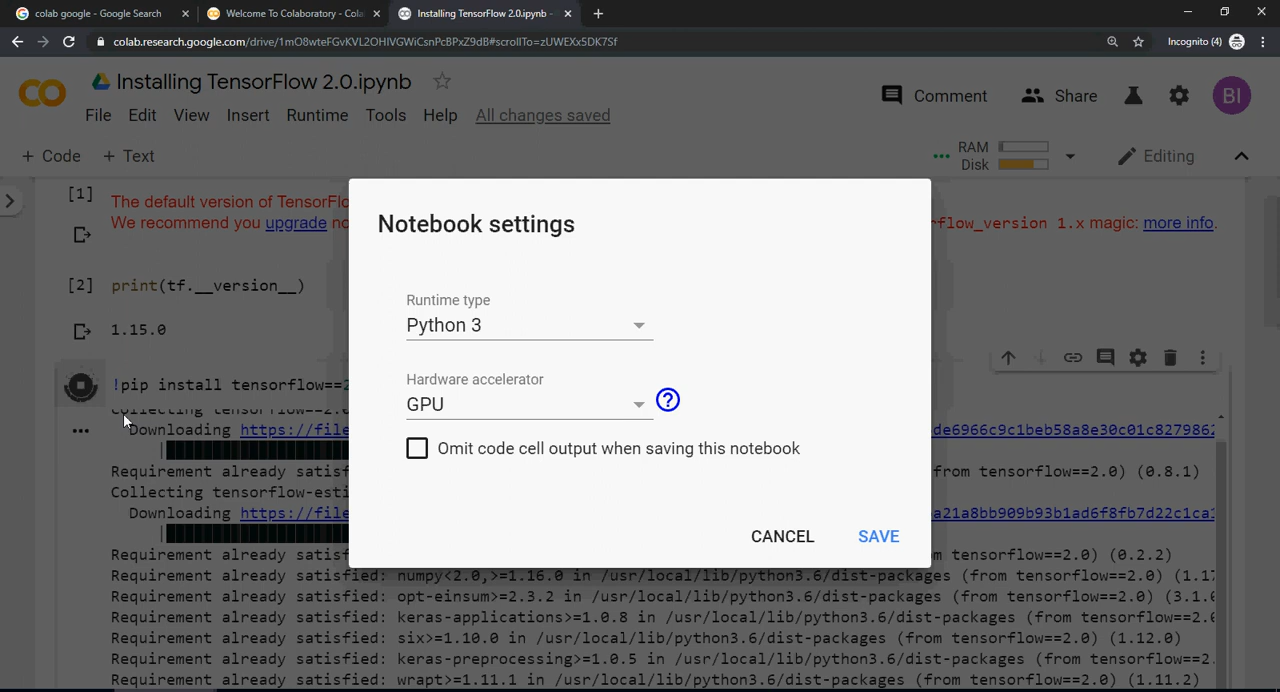 colab google - Google Search
Welcome To Colaboratory - Cola
Installing TensorFlow 2.0.ipynb -
colab.research.google.com/drive/1mO8wteFGvKVL2OHIVGWiCsnPcBPxZ9dB#scrollTo=zUWEXx5DK7Sf
Incognito (4)
CO
Installing TensorFlow 2.0.ipynb
Comment
Share
BI
File Edit View Insert Runtime Tools Help All changes saved
+ Code + Text
RAM
Disk
Editing
[1] The default version of TensorFlo
We recommend you upgrade no
rflow_version 1.x magic: more info.
[2] print(tf.__version__)
1.15.0
!pip install tensorflow==2
Collecting tensorflow==2.0
Downloading https://file
de6966c9c1beb58a8e30c01c8279862
Requirement already satisf
from tensorflow==2.0) (0.8.1)
Collecting tensorflow-esti
Downloading https://file
a21a8bb909b93b1ad6f8fb7d22c1ca1
Requirement already satisf
m tensorflow==2.0) (0.2.2)
Requirement already satisfied: numpy<2.0,>=1.16.0 in /usr/local/lib/python3.6/dist-packages (from tensorflow==2.0) (1.17
Requirement already satisfied: opt-einsum>=2.3.2 in /usr/local/lib/python3.6/dist-packages (from tensorflow==2.0) (3.1.0
Requirement already satisfied: keras-applications>=1.0.8 in /usr/local/lib/python3.6/dist-packages (from tensorflow==2.0
Requirement already satisfied: six>=1.10.0 in /usr/local/lib/python3.6/dist-packages (from tensorflow==2.0) (1.12.0)
Requirement already satisfied: keras-preprocessing>=1.0.5 in /usr/local/lib/python3.6/dist-packages (from tensorflow==2.
Requirement already satisfied: wrapt>=1.11.1 in /usr/local/lib/python3.6/dist-packages (from tensorflow==2.0) (1.11.2)
Notebook settings
Runtime type
Python 3
Hardware accelerator
GPU
Omit code cell output when saving this notebook
CANCEL SAVE